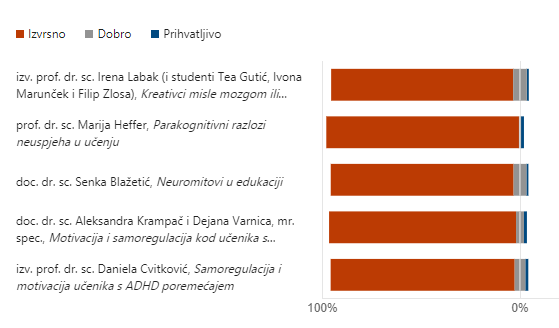 Izvrsno Dobro Prihvatljivo
izv. prof. dr. sc. Irena Labak (i studenti Tea Gutić, Ivona
Marunček i Filip Zlosa), Kreativci misle mozgom ili...
prof. dr. sc. Marija Heffer, Parakognitivni razlozi
neuspjeha u učenju
doc. dr. sc. Senka Blažetić, Neuromitovi u edukaciji
doc. dr. sc. Aleksandra Krampač i Dejana Varnica, mr.
spec., Motivacija i samoregulacija kod učenika s...
izv. prof. dr. sc. Daniela Cvitković, Samoregulacija i
motivacija učenika s ADHD poremećajem
100% 0%